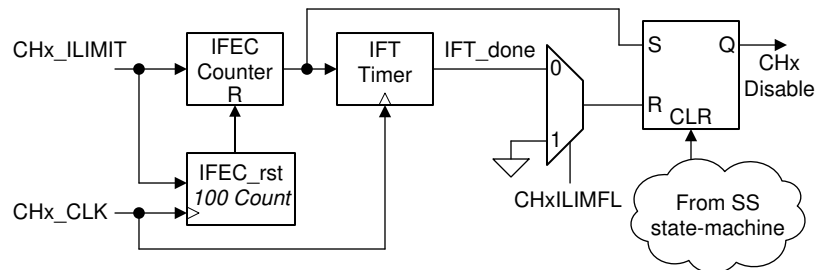 CHx_ILIMIT
IFEC
Counter
R
IFT
Timer
IFT_done
0
1
S
Q
R
CLR
CHx
Disable
IFEC_rst
100 Count
CHx_CLK
CHxILIMFL
From SS
state-machine